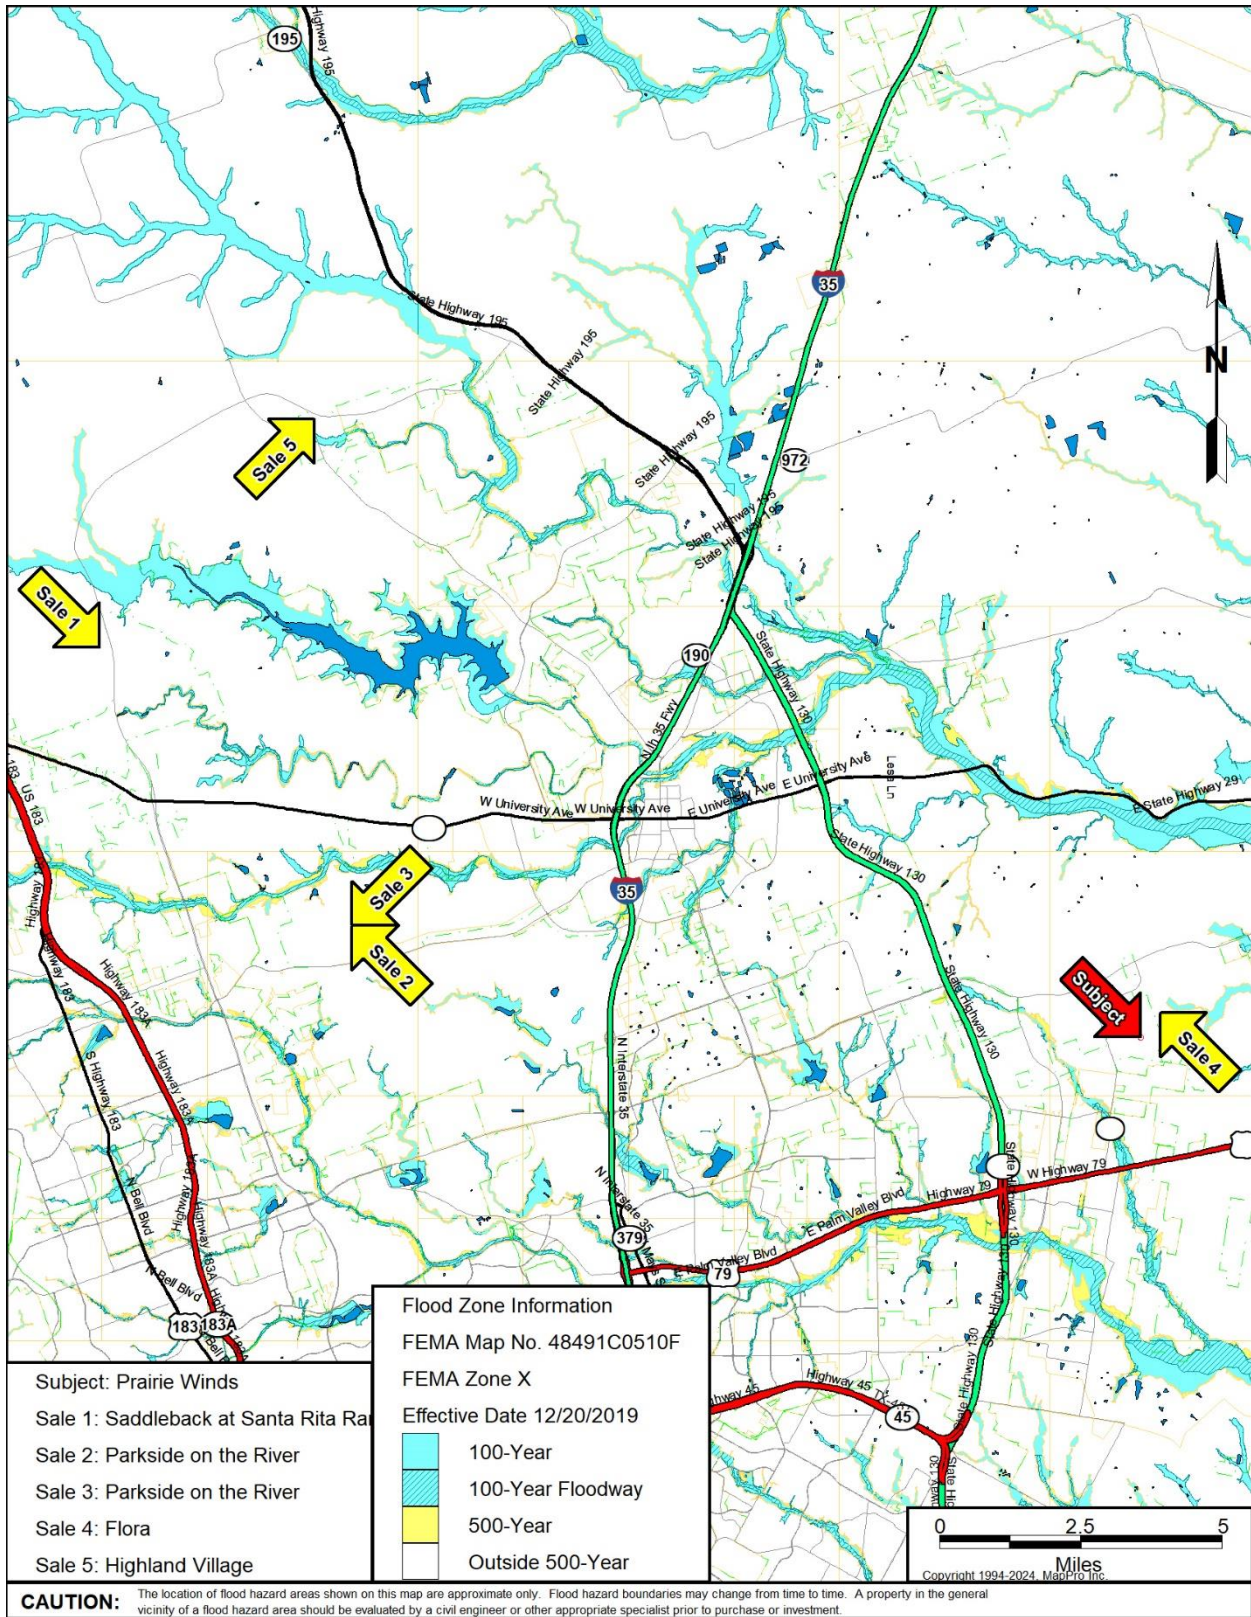 195
Highway 195
35
State Highway 195
State Highway 195
Sale 5
State Highway 195
972
State Highway 195
State Highway 195
N
Sale 1
190
State Highway 130
N Ih 35 Fwy
183
US 183
W University Ave W University Ave
E University Ave
E University Ave
Lesa Ln
E State Highway 29
State Highway 130
Sale 3
35
Sale 2
Highway 183
Highway 183A
State Highway 130
Subject
Sale 4
S Highway 183
Highway 183A
N Interstate 35
W Highway 79
Highway 79
E Palm Valley Blvd
N Bell Blvd
Highway 183A
N Interstate 35
379
E Palm Valley Blvd
79
State Highway 130
N Bell Blvd
183
183A
Highway 45
45
State Highway 130
Subject: Prairie Winds
Sale 1: Saddleback at Santa Rita Ra
Sale 2: Parkside on the River
Sale 3: Parkside on the River
Sale 4: Flora
Sale 5: Highland Village
Flood Zone Information
FEMA Map No. 48491C0510F
FEMA Zone X
Effective Date 12/20/2019
100-Year
100-Year Floodway
500-Year
Outside 500-Year
0 2.5 5
Miles
Copyright 1994-2024, MapPro Inc.
CAUTION: The location of flood hazard areas shown on this map are approximate only. Flood hazard boundaries may change from time to time. A property in the general
vicinity of a flood hazard area should be evaluated by a civil engineer or other appropriate specialist prior to purchase or investment.